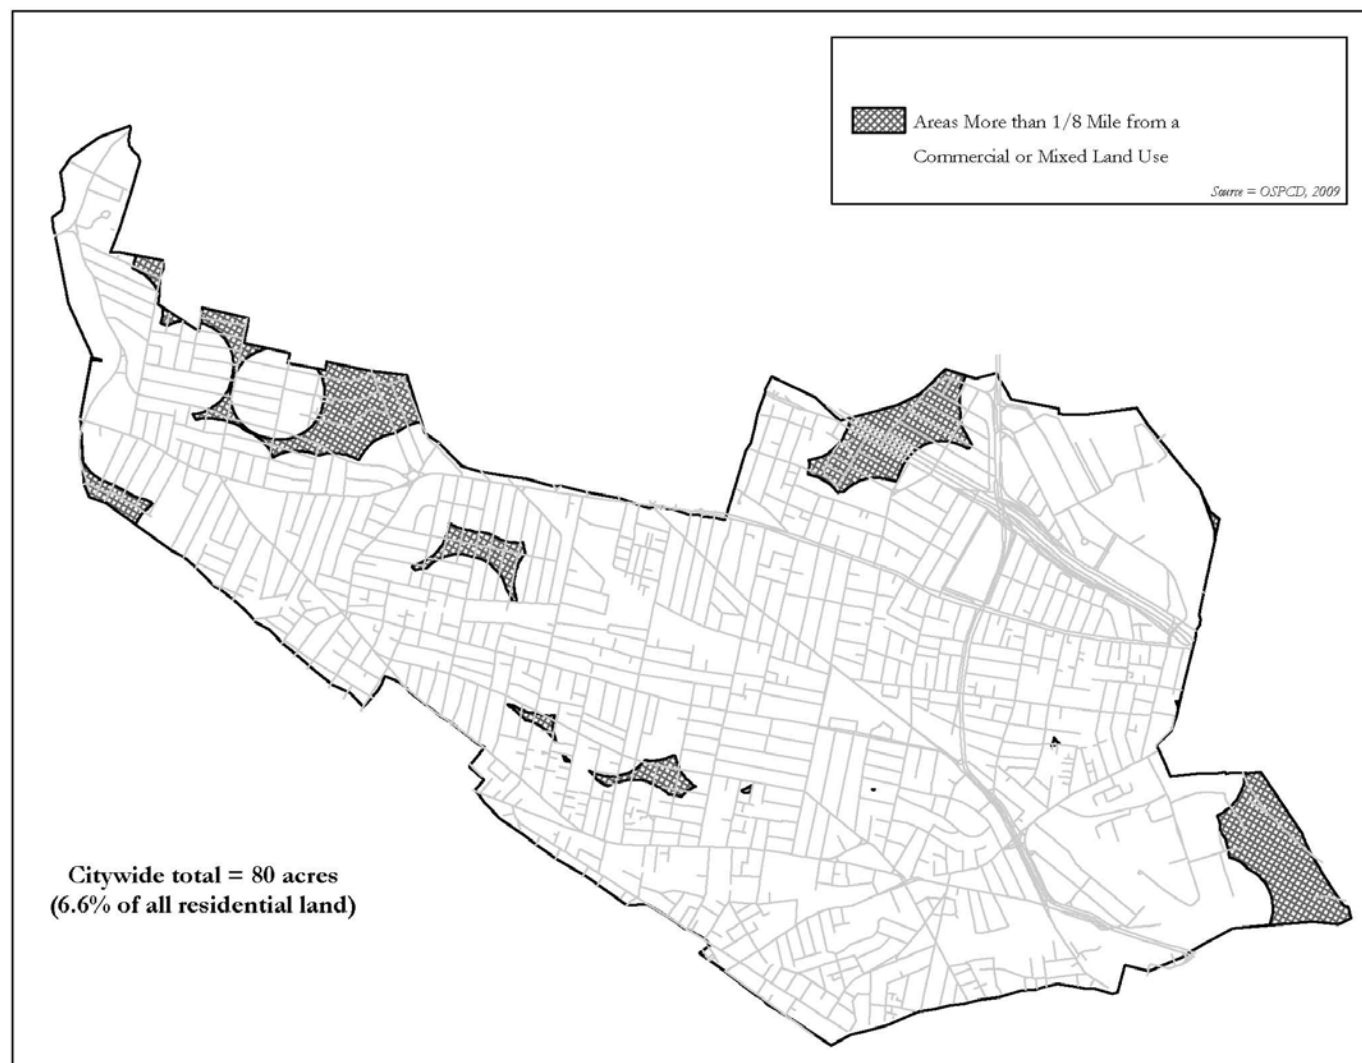 Areas More than 1/8 Mile from a
Commercial or Mixed Land Use
Source = OSPCD, 2009
Citywide total = 80 acres
(6.6% of all residential land)